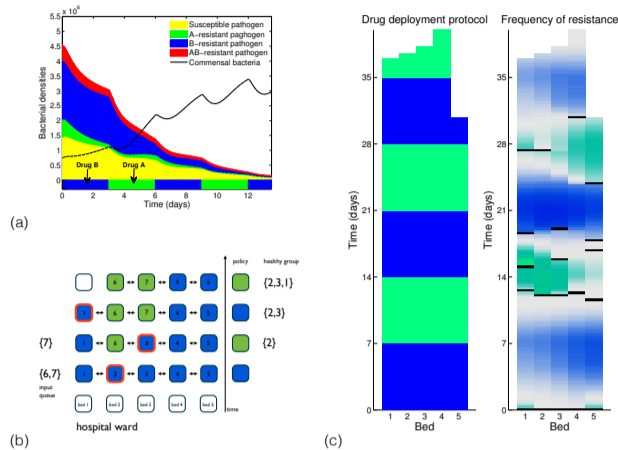 5.5 × 10⁶
5
4.5
4
3.5
3
2.5
2
1.5
1
0.5
0
Bacterial densities
Susceptible pathogen
A-resistant paghogen
B-resistant pathogen
AB-resistant pathogen
Commensal bacteria
Drug B
Drug A
0 2 4 6 8 10 12
Time (days)
(a)
policy healthy group
6 7 4 5 {2,3,1}
1 6 7 4 5 {2,3}
{7} 1 6 3 4 5 {2}
{6,7} 1 2 3 4 5
input
queue
bed 1 bed 2 bed 3 bed 4 bed 5
time
hospital ward
(b)
Drug deployment protocol
Time (days)
35
28
21
14
7
0
1 2 3 4 5
Bed
Frequency of resistance
Time (days)
35
28
21
14
7
0
1 2 3 4 5
Bed
(c)